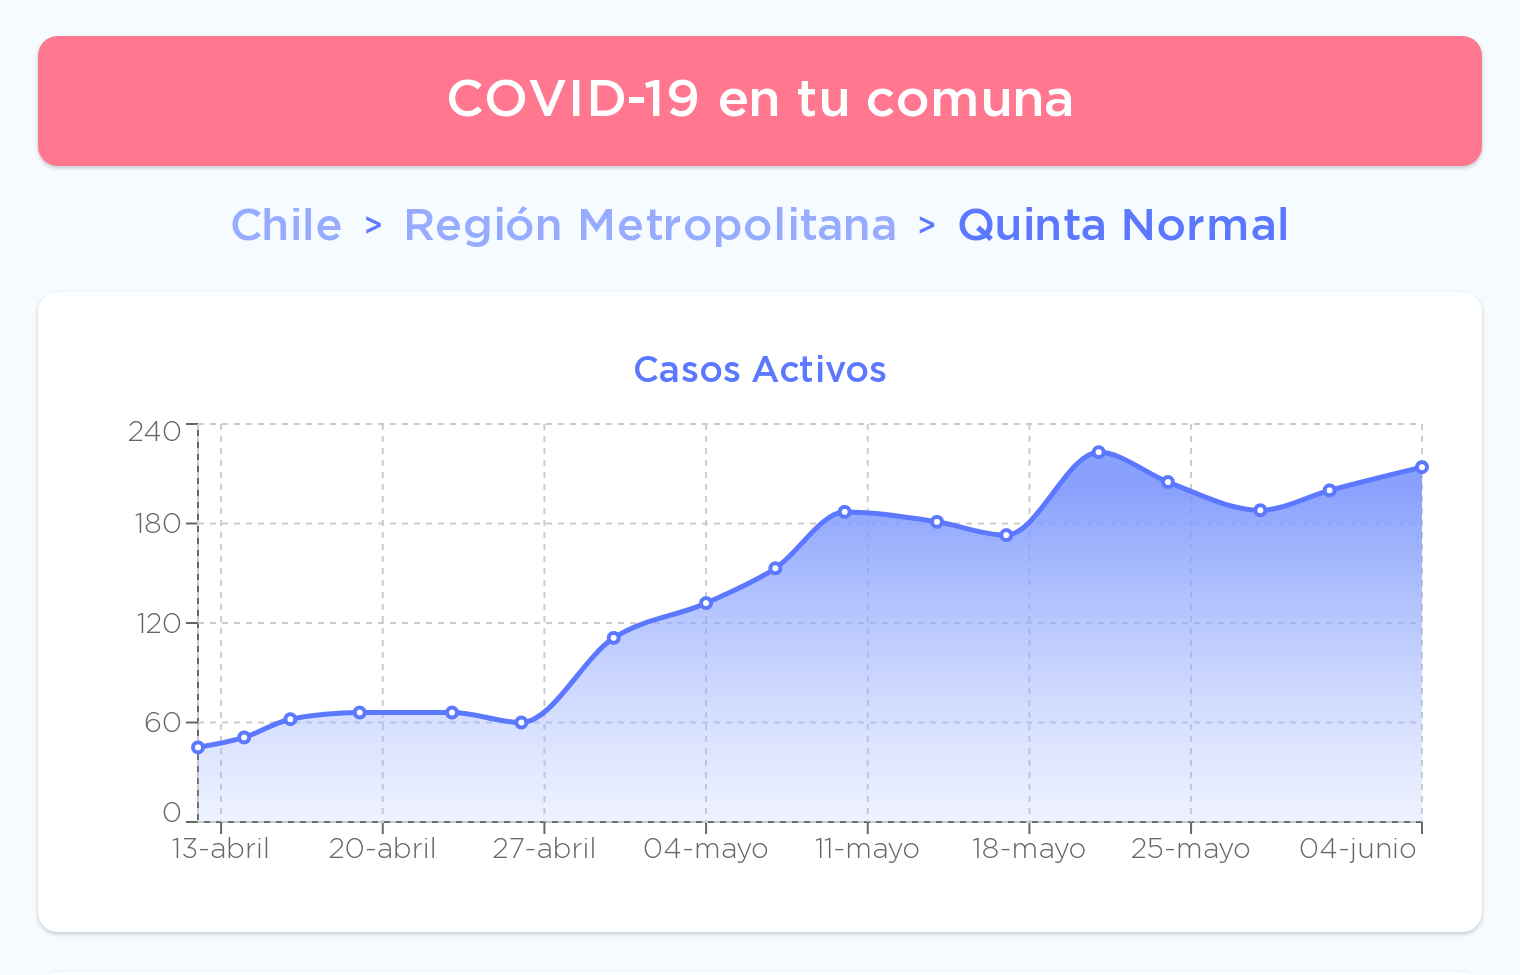 COVID-19 en tu comuna
Chile > Región Metropolitana > Quinta Normal
Casos Activos
240
180
120
60
0
13-abril 20-abril 27-abril 04-mayo 11-mayo 18-mayo 25-mayo 04-junio